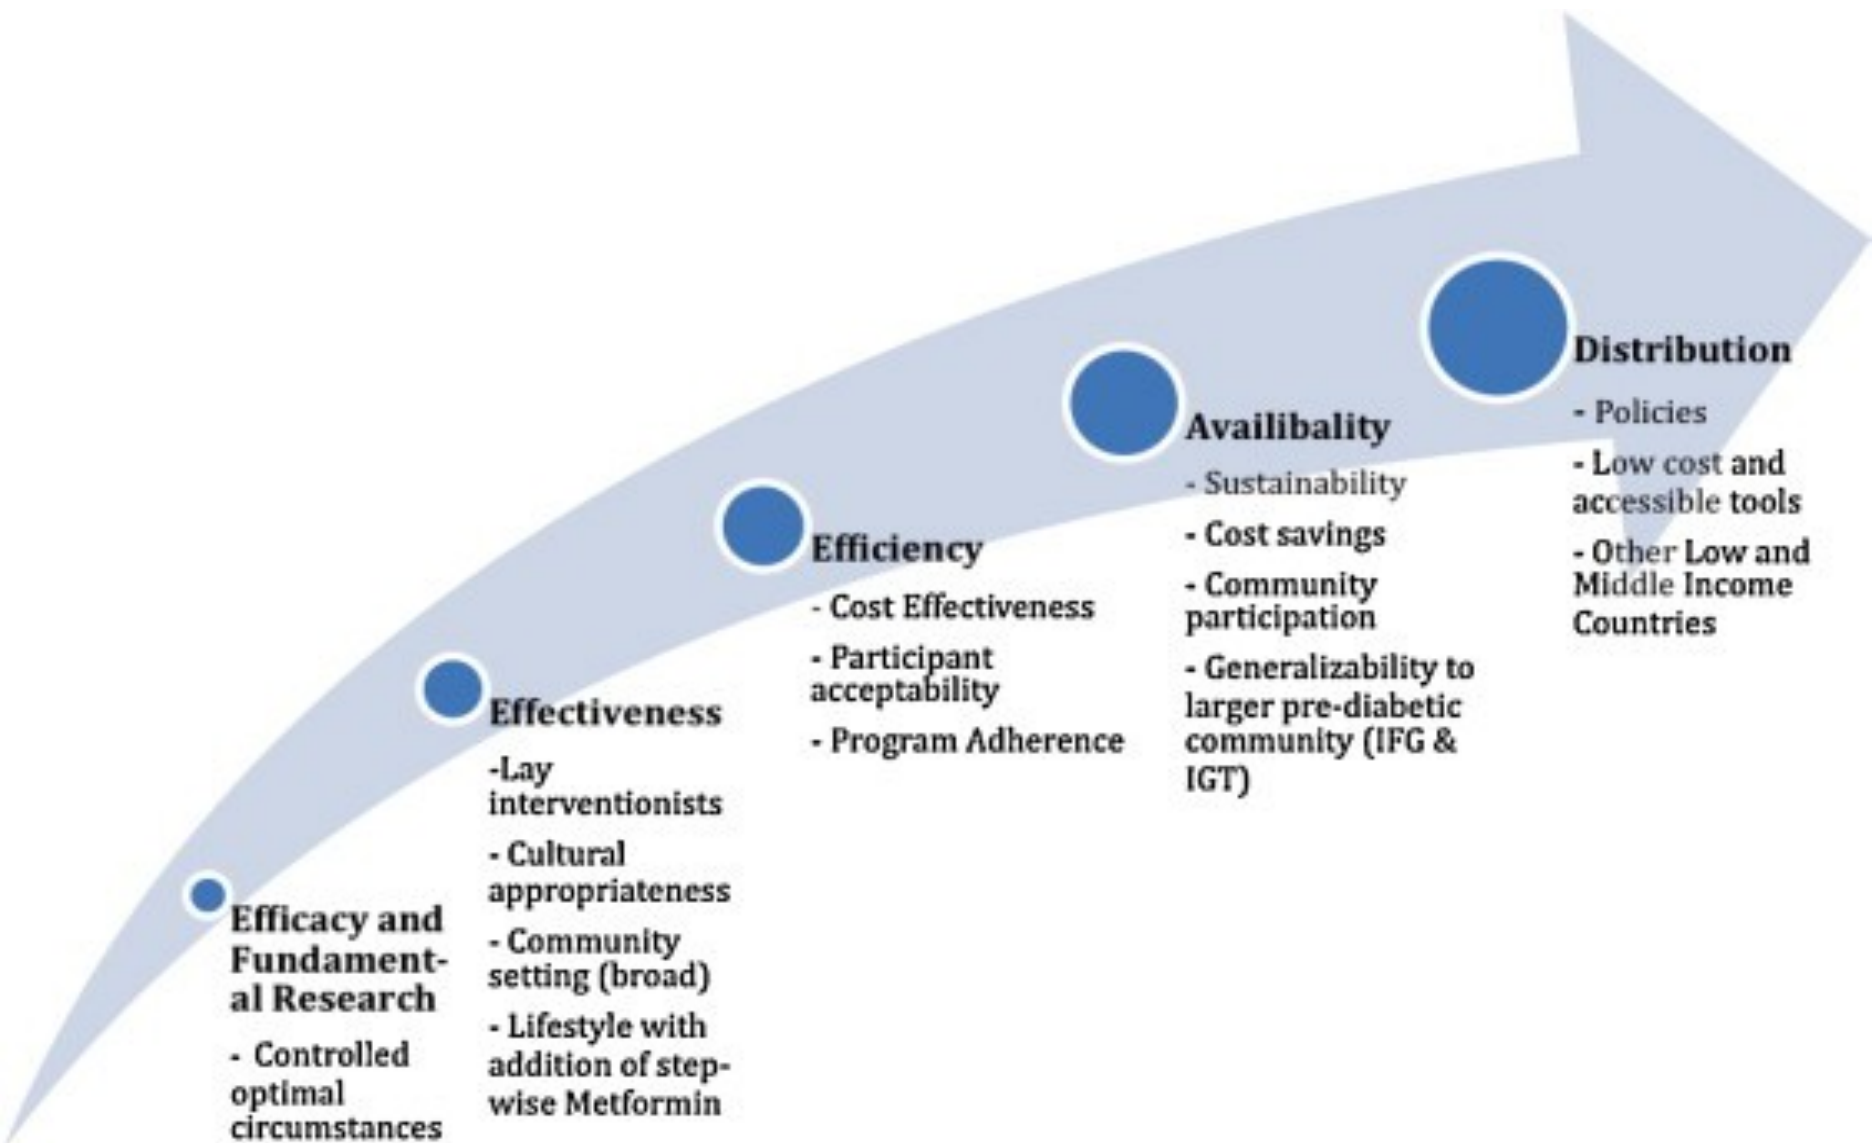 Efficacy and
Fundament-
al Research
- Controlled
optimal
circumstances
Effectiveness
-Lay
interventionists
- Cultural
appropriateness
- Community
setting (broad)
- Lifestyle with
addition of step-
wise Metformin
Efficiency
- Cost Effectiveness
- Participant
acceptability
- Program Adherence
Availibality
- Sustainability
- Cost savings
- Community
participation
- Generalizability to
larger pre-diabetic
community (IFG &
IGT)
Distribution
- Policies
- Low cost and
accessible tools
- Other Low and
Middle Income
Countries